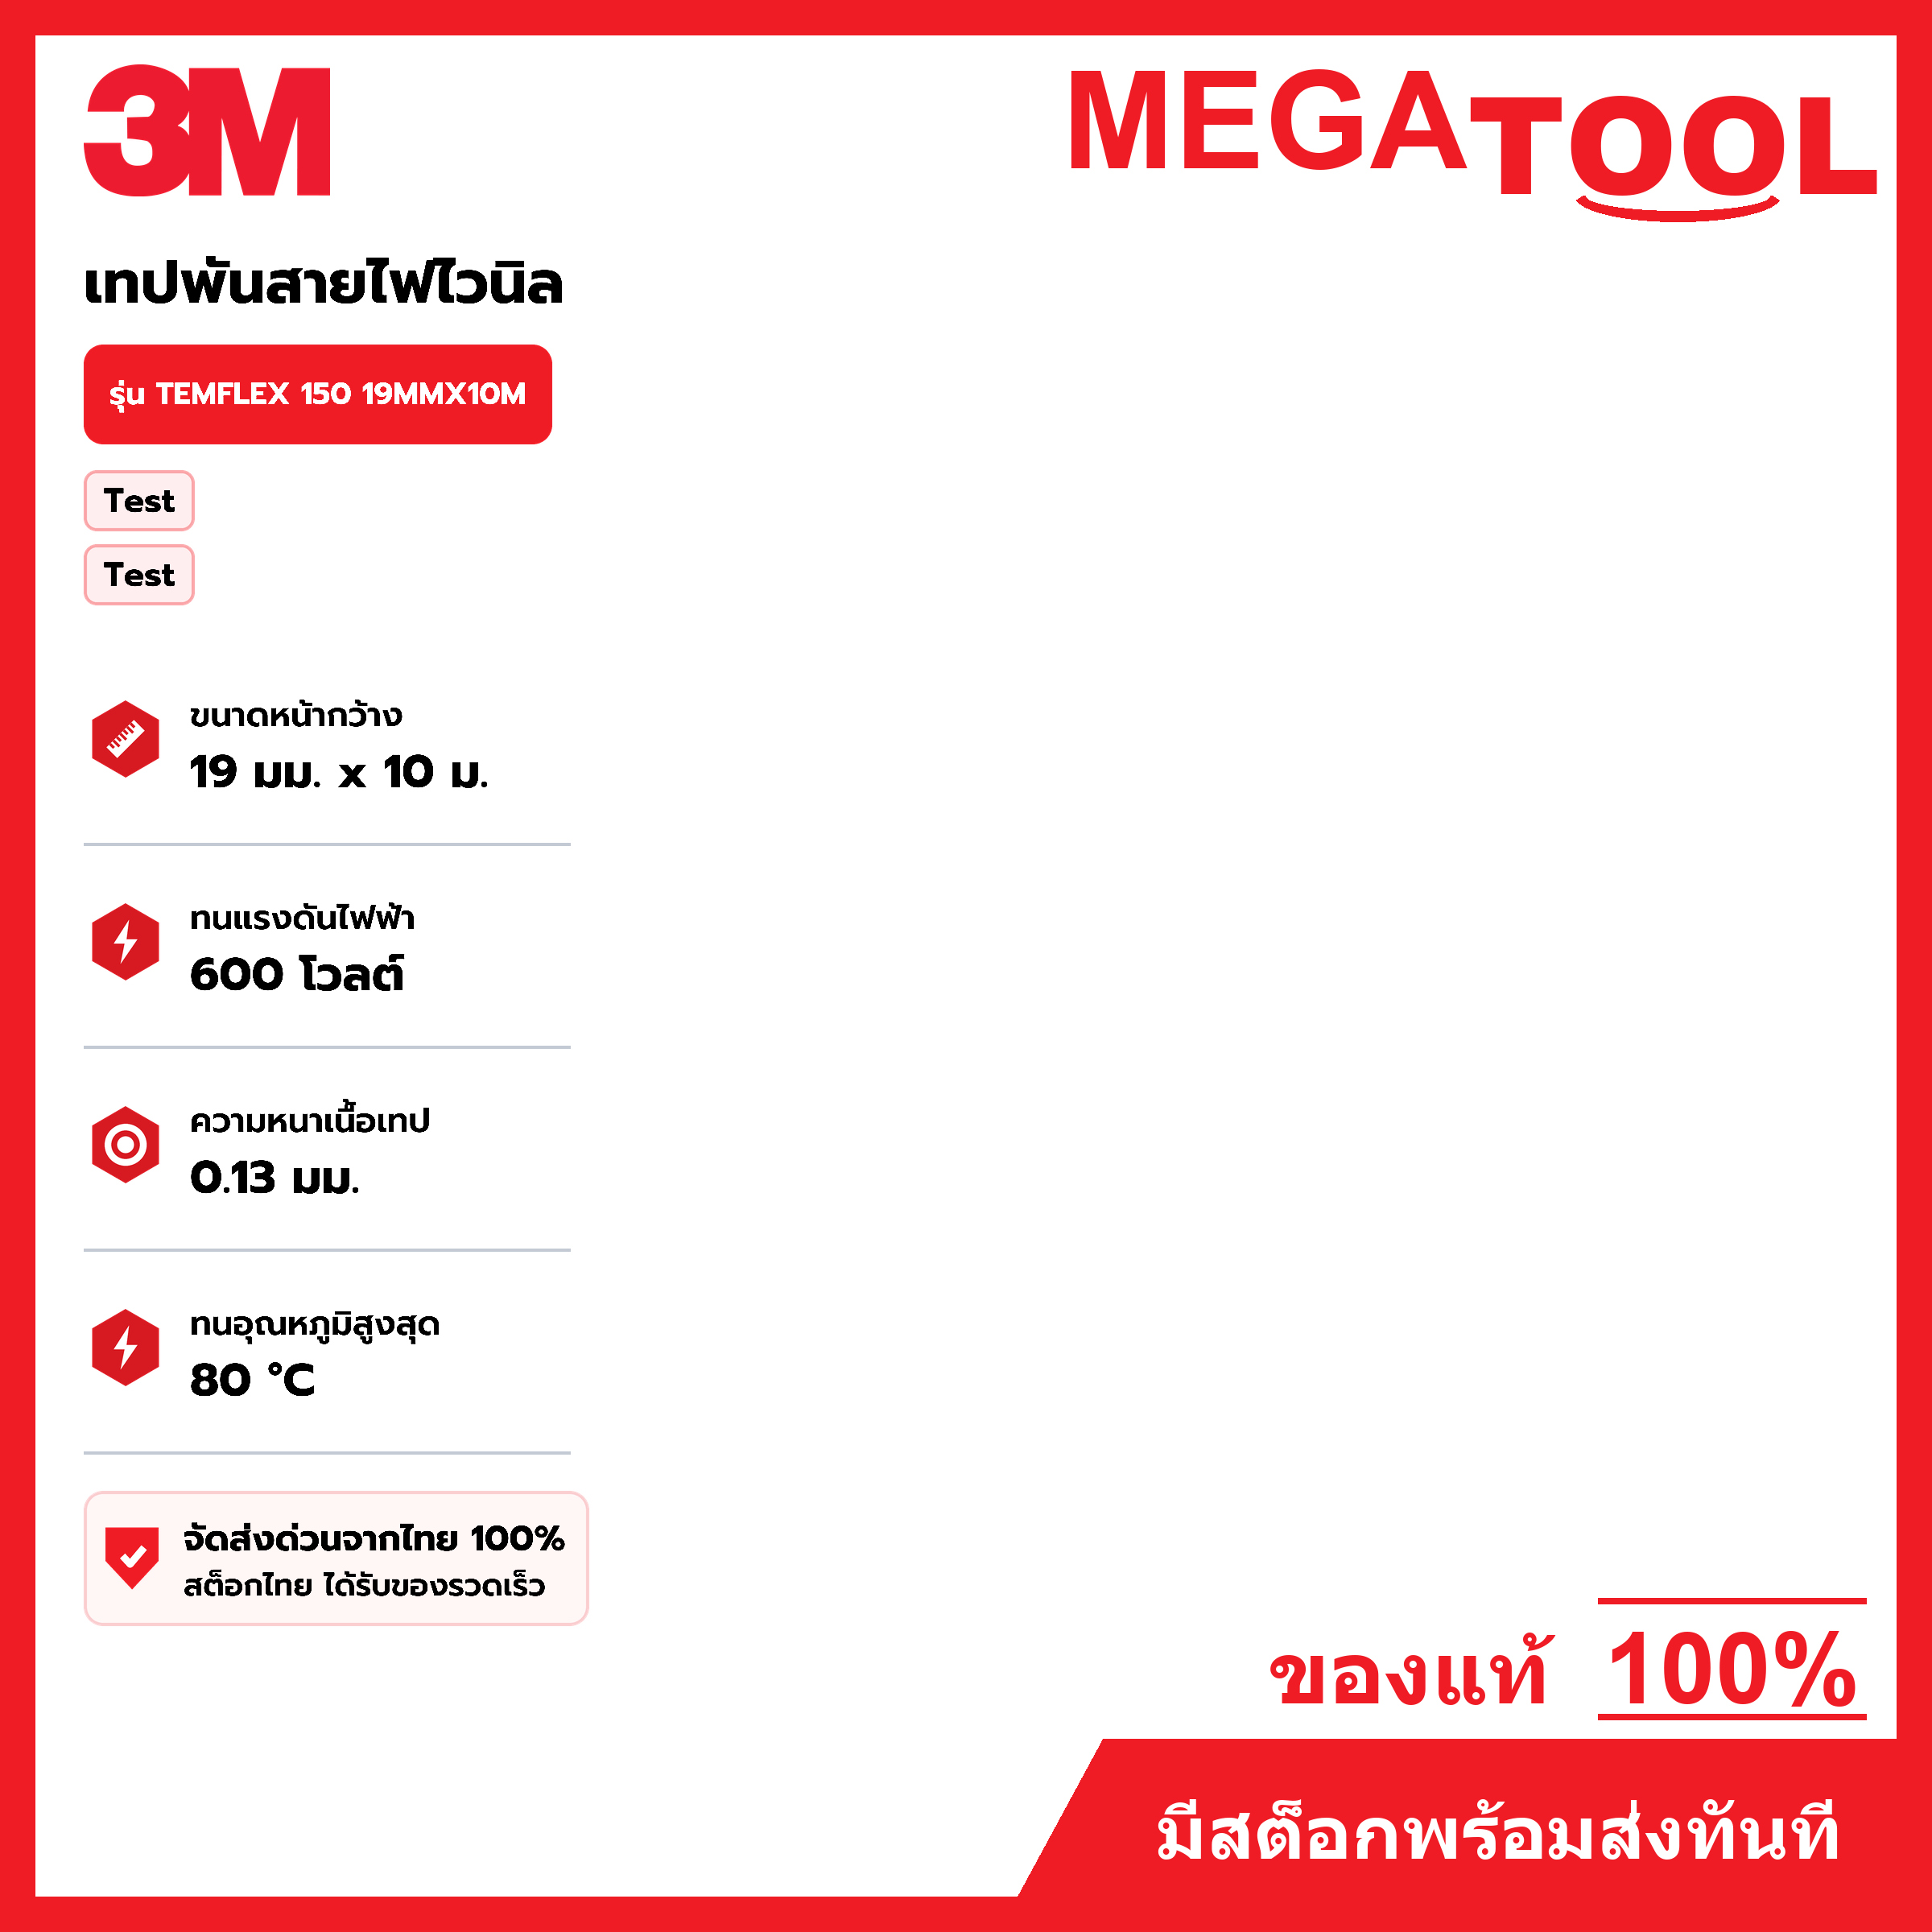 3M
MEGATOOL
เทปพันสายไฟไวนิล
รุ่น TEMFLEX 150 19MMX10M
Test
Test
ขนาดหน้ากว้าง
19 มม. x 10 ม.
ทนแรงดันไฟฟ้า
600 โวลต์
ความหนาเนื้อเทป
0.13 มม.
ทนอุณหภูมิสูงสุด
80 °C
จัดส่งด่วนจากไทย 100%
สต็อกไทย ได้รับของรวดเร็ว
ของแท้ 100%
มีสต็อกพร้อมส่งทันที